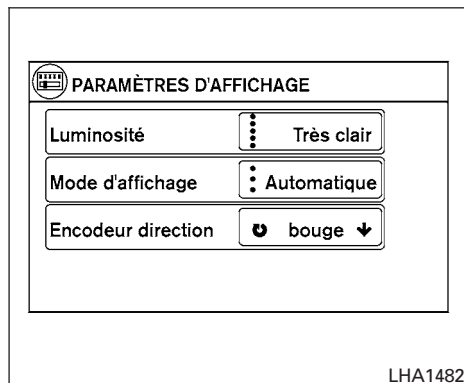 PARAMÈTRES D'AFFICHAGE
Luminosité Très clair
Mode d'affichage Automatique
Encodeur direction bouge
LHA1482